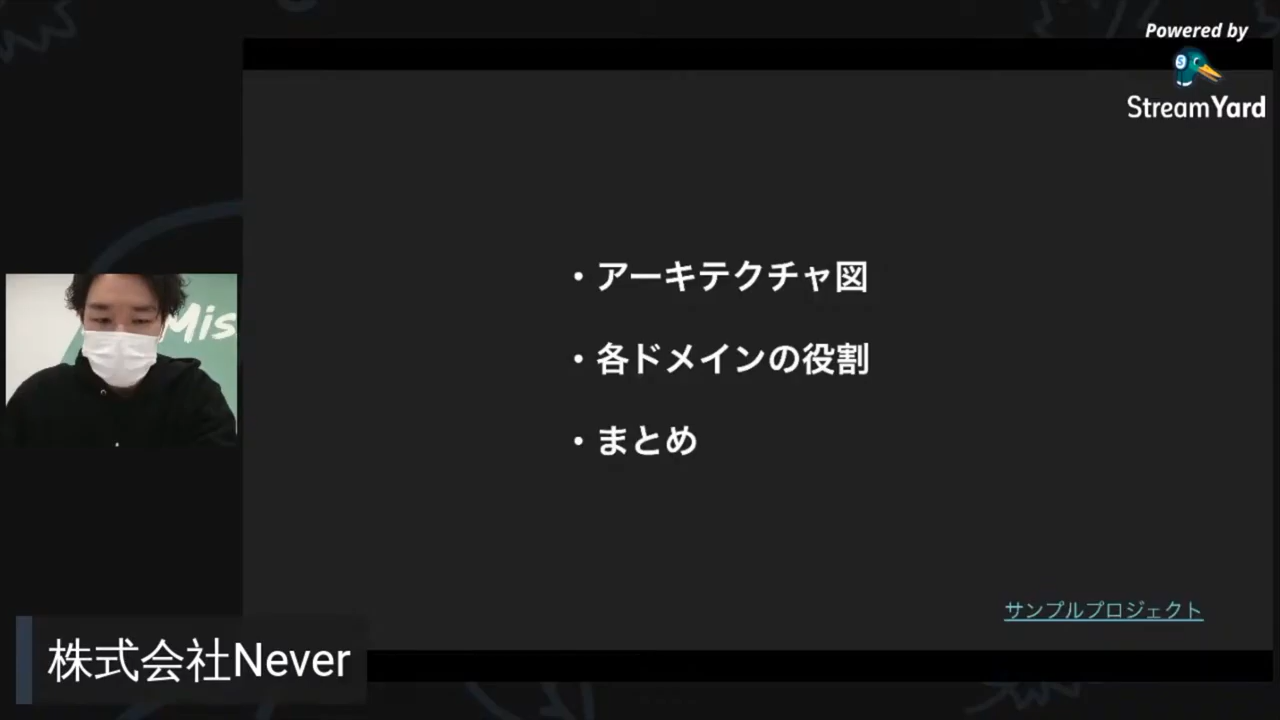 Powered by
StreamYard
・アーキテクチャ図
・各ドメインの役割
・まとめ
Mis
サンプルプロジェクト
株式会社Never